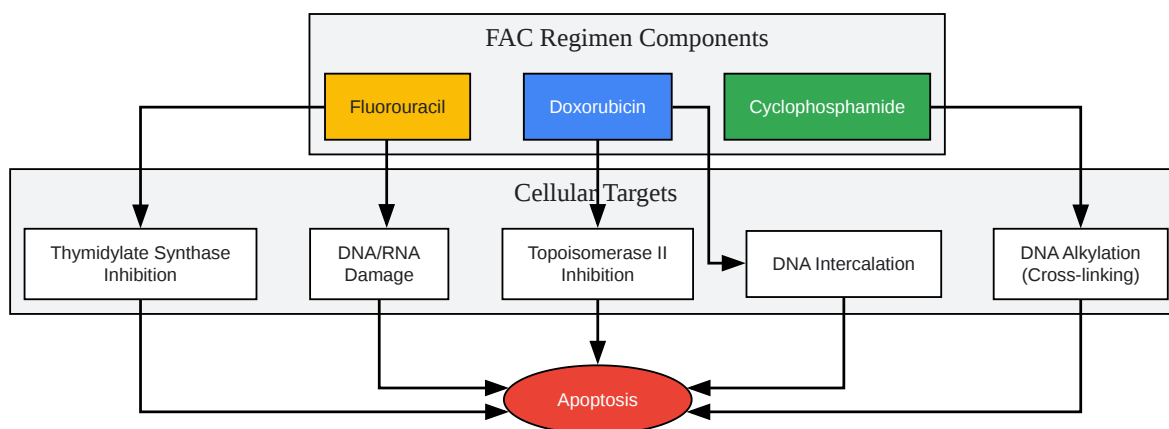 FAC Regimen Components
Fluorouracil
Doxorubicin
Cyclophosphamide
Cellular Targets
Thymidylate Synthase
Inhibition
DNA/RNA
Damage
Topoisomerase II
Inhibition
DNA Intercalation
DNA Alkylation
(Cross-linking)
Apoptosis